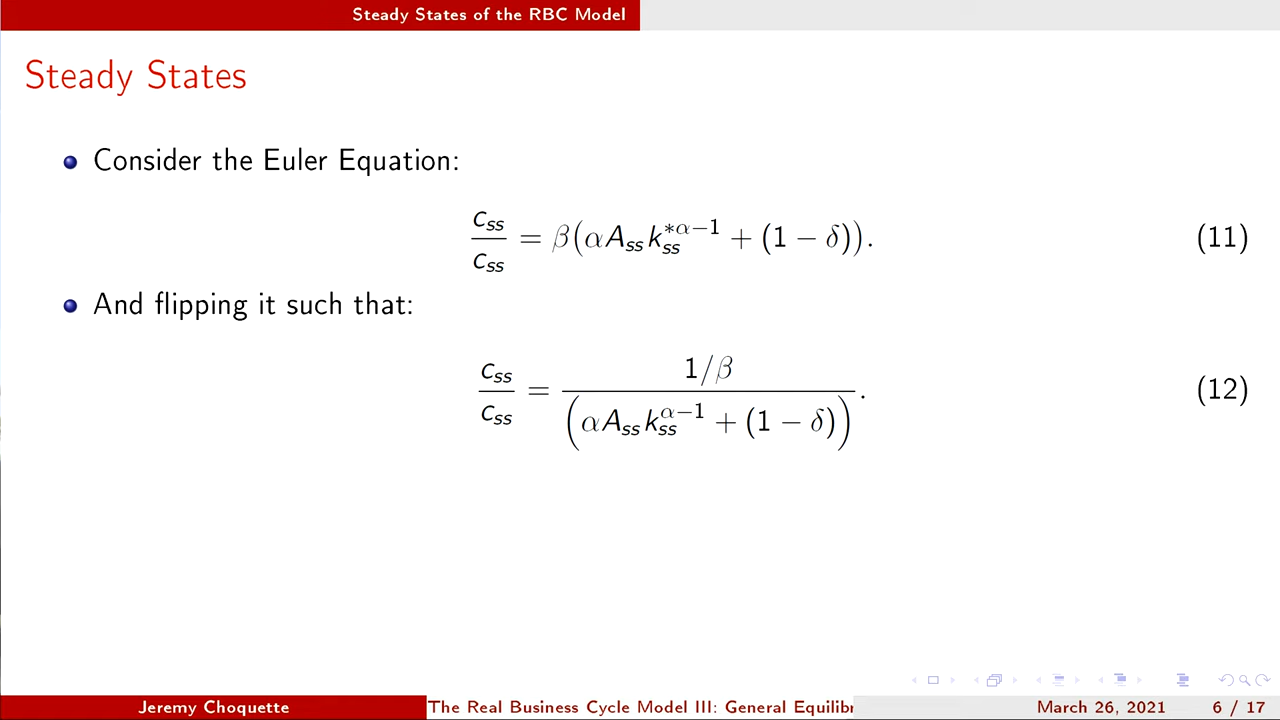 Steady States of the RBC Model
Steady States
Consider the Euler Equation:
c_ss / c_ss = β(αA_ss k_ss^{*α−1} + (1 − δ)). (11)
And flipping it such that:
c_ss / c_ss = (1/β) / (αA_ss k_ss^{α−1} + (1 − δ)). (12)
Jeremy Choquette The Real Business Cycle Model III: General Equilibr March 26, 2021 6 / 17